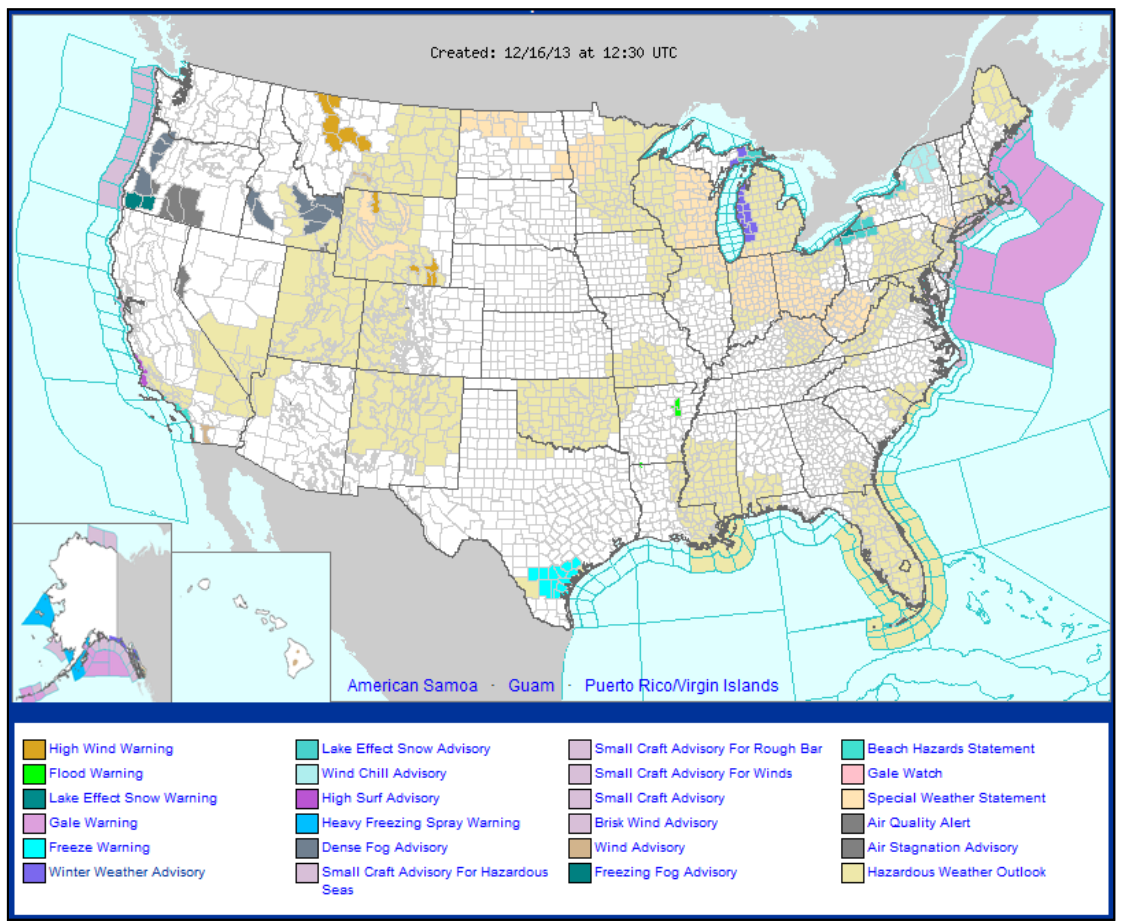 Created: 12/16/13 at 12:30 UTC
American Samoa - Guam - Puerto Rico/Virgin Islands
High Wind Warning
Flood Warning
Lake Effect Snow Warning
Gale Warning
Freeze Warning
Winter Weather Advisory
Lake Effect Snow Advisory
Wind Chill Advisory
High Surf Advisory
Heavy Freezing Spray Warning
Dense Fog Advisory
Small Craft Advisory For Hazardous
Seas
Small Craft Advisory For Rough Bar
Small Craft Advisory For Winds
Small Craft Advisory
Brisk Wind Advisory
Wind Advisory
Freezing Fog Advisory
Beach Hazards Statement
Gale Watch
Special Weather Statement
Air Quality Alert
Air Stagnation Advisory
Hazardous Weather Outlook